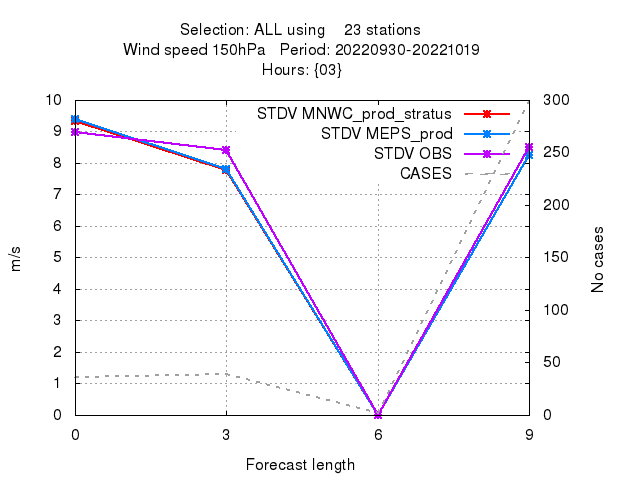 Selection: ALL using    23 stations
Wind speed 150hPa   Period: 20220930-20221019
Hours: {03}
STDV MNWC_prod_stratus
STDV MEPS_prod
STDV OBS
CASES
10
9
8
7
6
5
4
3
2
1
0
300
250
200
150
100
50
0
m/s
No cases
0 3 6 9
Forecast length